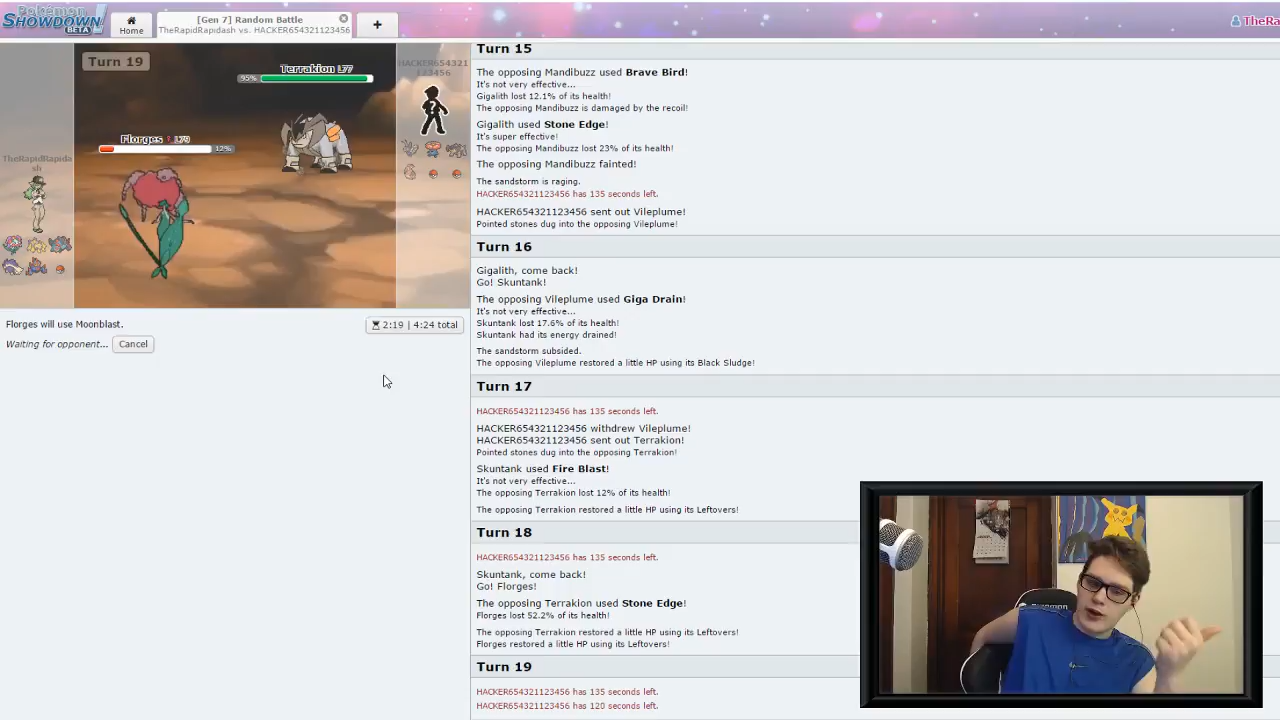 Pokémon
SHOWDOWN
BETA
Home
[Gen 7] Random Battle
TheRapidRapidash vs. HACKER654321123456
+
TheRa
Turn 19
Terrakion L77
95%
Florges L79
12%
TheRapidRapida
sh
HACKER654321
123456
Florges will use Moonblast.
2:19 | 4:24 total
Waiting for opponent... Cancel
Turn 15
The opposing Mandibuzz used Brave Bird!
It's not very effective...
Gigalith lost 12.1% of its health!
The opposing Mandibuzz is damaged by the recoil!
Gigalith used Stone Edge!
It's super effective!
The opposing Mandibuzz lost 23% of its health!
The opposing Mandibuzz fainted!
The sandstorm is raging.
HACKER654321123456 has 135 seconds left.
HACKER654321123456 sent out Vileplume!
Pointed stones dug into the opposing Vileplume!
Turn 16
Gigalith, come back!
Go! Skuntank!
The opposing Vileplume used Giga Drain!
It's not very effective...
Skuntank lost 17.6% of its health!
Skuntank had its energy drained!
The sandstorm subsided.
The opposing Vileplume restored a little HP using its Black Sludge!
Turn 17
HACKER654321123456 has 135 seconds left.
HACKER654321123456 withdrew Vileplume!
HACKER654321123456 sent out Terrakion!
Pointed stones dug into the opposing Terrakion!
Skuntank used Fire Blast!
It's not very effective...
The opposing Terrakion lost 12% of its health!
The opposing Terrakion restored a little HP using its Leftovers!
Turn 18
HACKER654321123456 has 135 seconds left.
Skuntank, come back!
Go! Florges!
The opposing Terrakion used Stone Edge!
Florges lost 52.2% of its health!
The opposing Terrakion restored a little HP using its Leftovers!
Florges restored a little HP using its Leftovers!
Turn 19
HACKER654321123456 has 135 seconds left.
HACKER654321123456 has 120 seconds left.